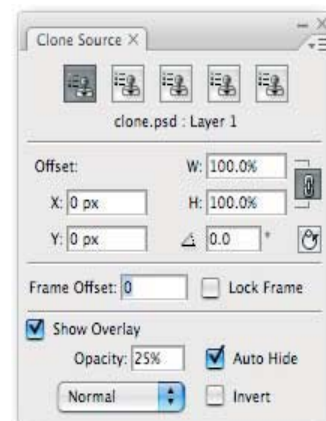 Clone Source
clone.psd : Layer 1
Offset: W: 100.0%
X: 0 px H: 100.0%
Y: 0 px 0.0 °
Frame Offset: 0 Lock Frame
Show Overlay
Opacity: 25% Auto Hide
Normal Invert